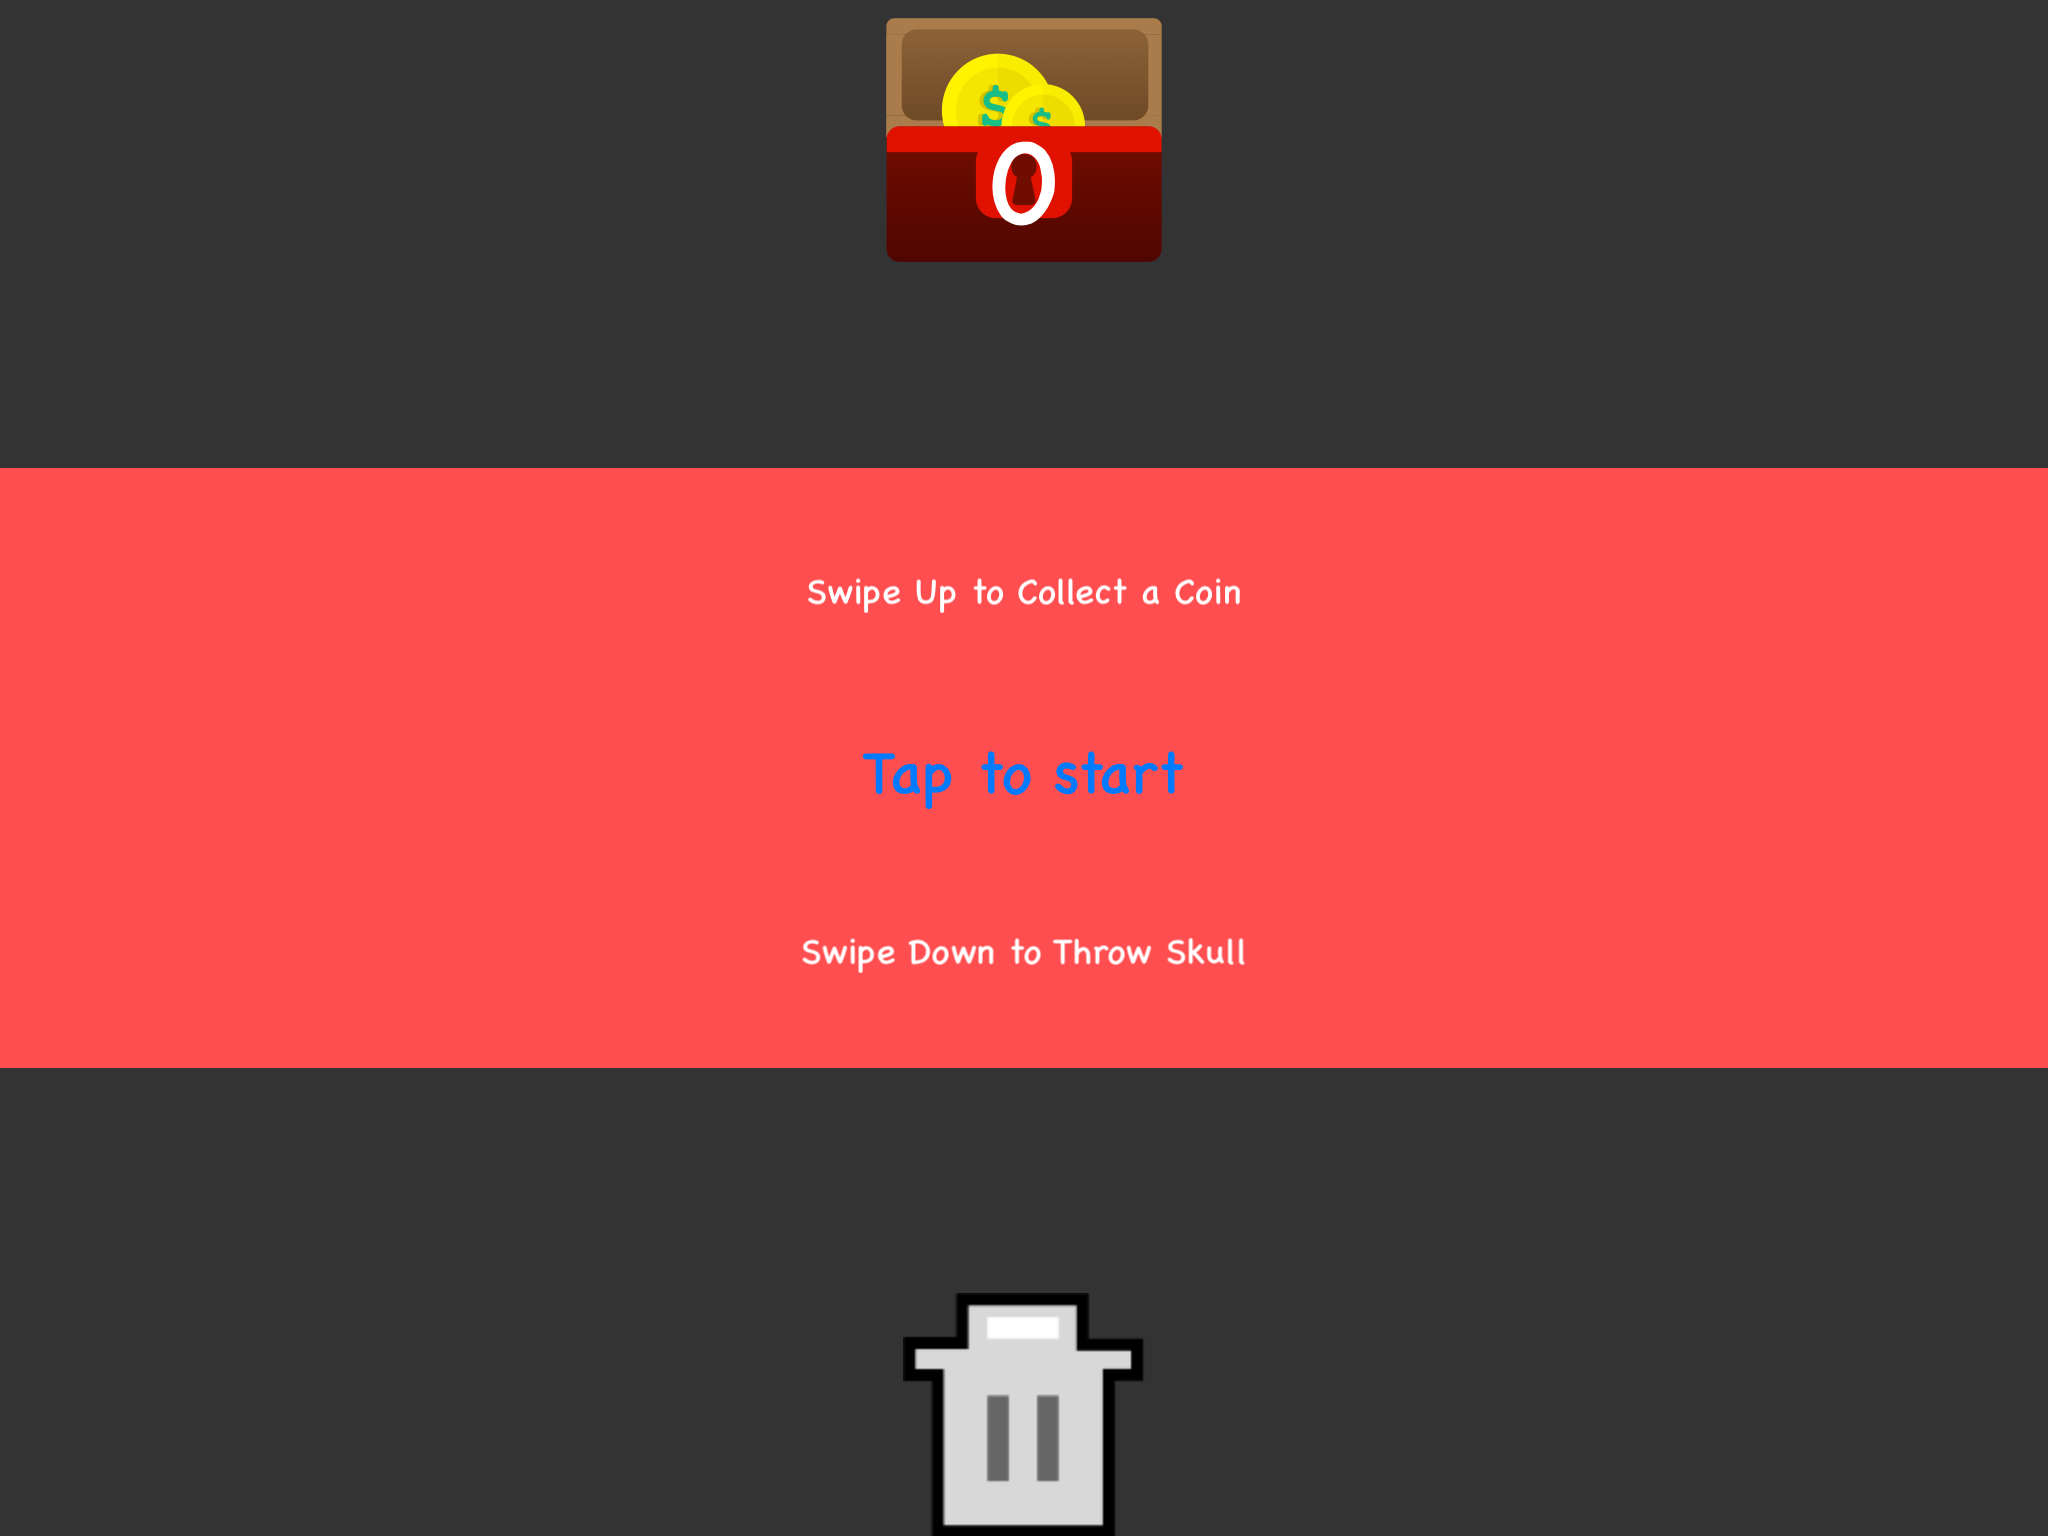 $ $
0
Swipe Up to Collect a Coin
Tap to start
Swipe Down to Throw Skull